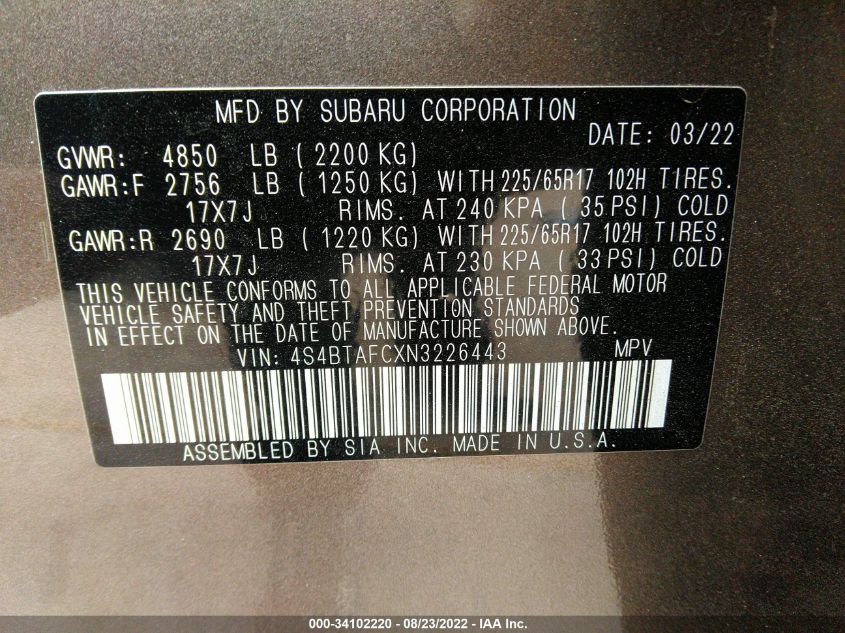 MFD BY SUBARU CORPORATION
DATE: 03/22
GVWR: 4850 LB ( 2200 KG)
GAWR:F 2756 LB ( 1250 KG) WITH 225/65R17 102H TIRES.
17X7J RIMS. AT 240 KPA ( 35 PSI) COLD
GAWR:R 2690 LB ( 1220 KG) WITH 225/65R17 102H TIRES.
17X7J RIMS. AT 230 KPA ( 33 PSI) COLD
THIS VEHICLE CONFORMS TO ALL APPLICABLE FEDERAL MOTOR
VEHICLE SAFETY AND THEFT PREVENTION STANDARDS
IN EFFECT ON THE DATE OF MANUFACTURE SHOWN ABOVE.
VIN: 4S4BTAFCXN3226443 MPV
ASSEMBLED BY SIA INC. MADE IN U.S.A.
000-34102220 - 08/23/2022 - IAA Inc.